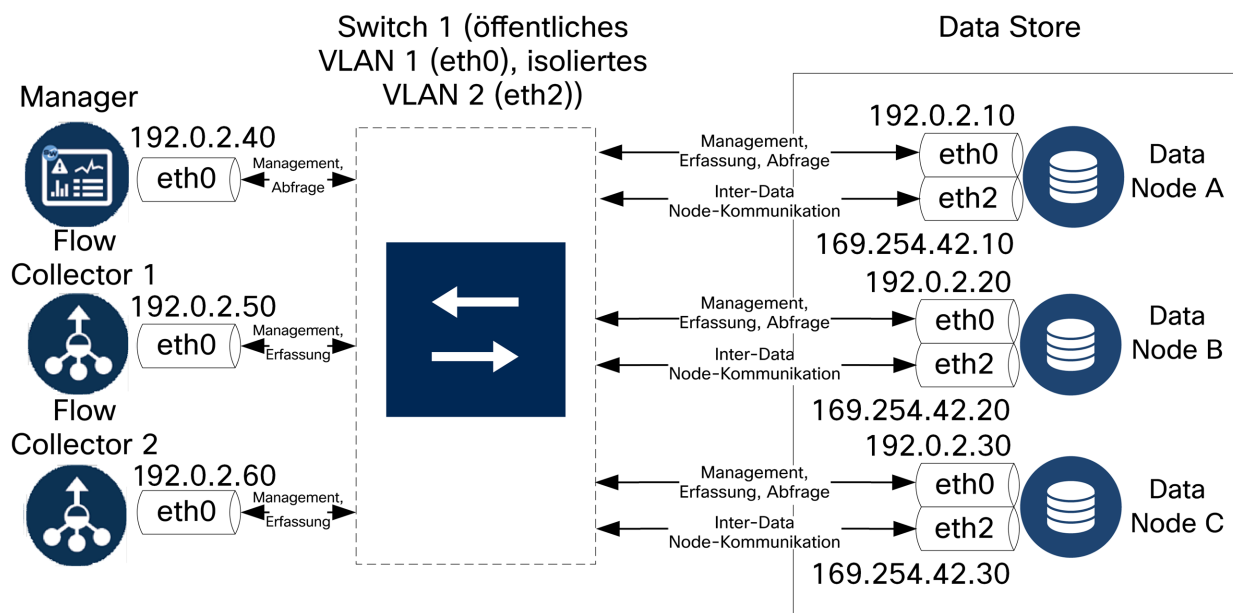 Switch 1 (öffentliches
VLAN 1 (eth0), isoliertes
VLAN 2 (eth2))
Data Store
Manager
192.0.2.40
eth0
Management,
Abfrage
Flow
Collector 1
192.0.2.50
eth0
Management,
Erfassung
Flow
Collector 2
192.0.2.60
eth0
Management,
Erfassung
Management,
Erfassung, Abfrage
Inter-Data
Node-Kommunikation
192.0.2.10
eth0
eth2
169.254.42.10
Data
Node A
Management,
Erfassung, Abfrage
Inter-Data
Node-Kommunikation
192.0.2.20
eth0
eth2
169.254.42.20
Data
Node B
Management,
Erfassung, Abfrage
Inter-Data
Node-Kommunikation
192.0.2.30
eth0
eth2
169.254.42.30
Data
Node C